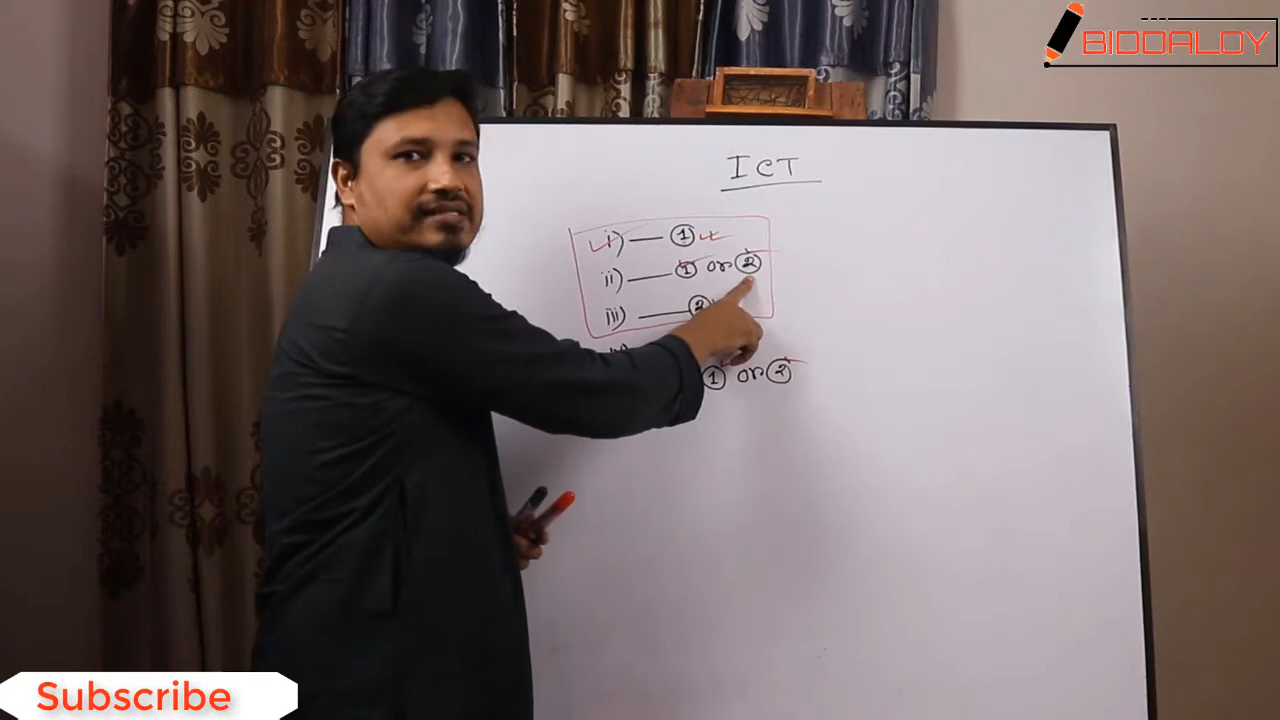 BIDDALOY
ICT
i) — ①
ii) — ① or ②
iii) — ②
① or ②
Subscribe